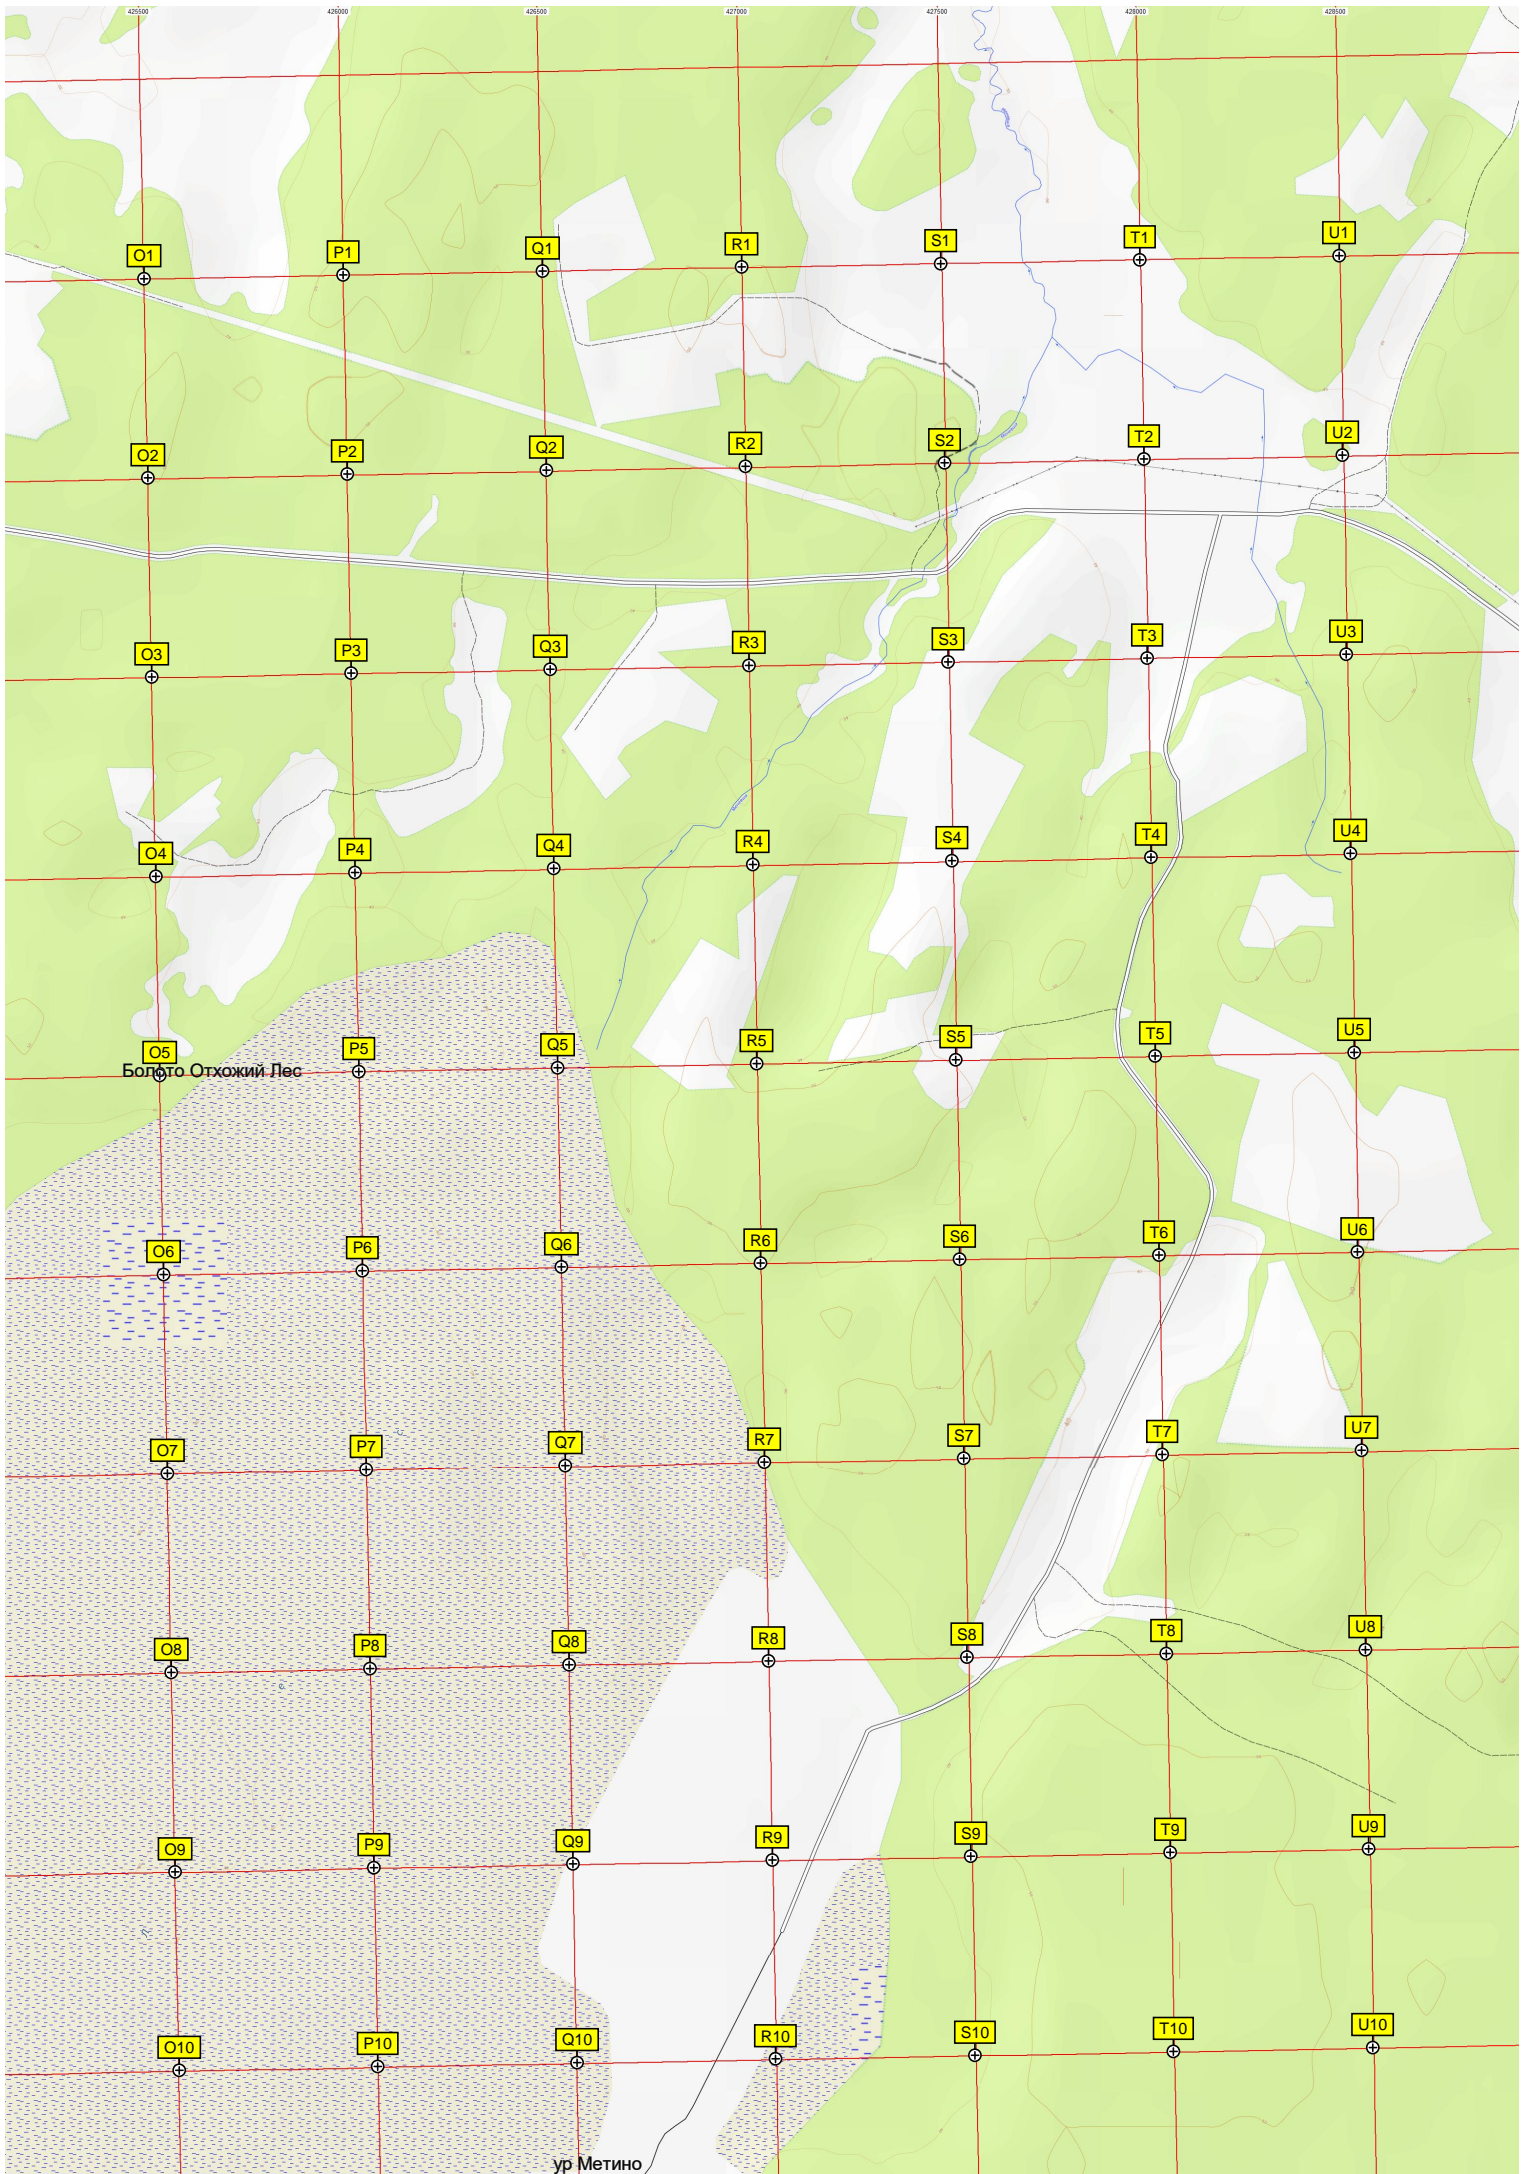 425500 426000 426500 427000 427500 428000 428500
O1 P1 Q1 R1 S1 T1 U1
O2 P2 Q2 R2 S2 T2 U2
O3 P3 Q3 R3 S3 T3 U3
O4 P4 Q4 R4 S4 T4 U4
O5 P5 Q5 R5 S5 T5 U5
Болото Отхожий Лес
O6 P6 Q6 R6 S6 T6 U6
O7 P7 Q7 R7 S7 T7 U7
O8 P8 Q8 R8 S8 T8 U8
O9 P9 Q9 R9 S9 T9 U9
O10 P10 Q10 R10 S10 T10 U10
ур Метино